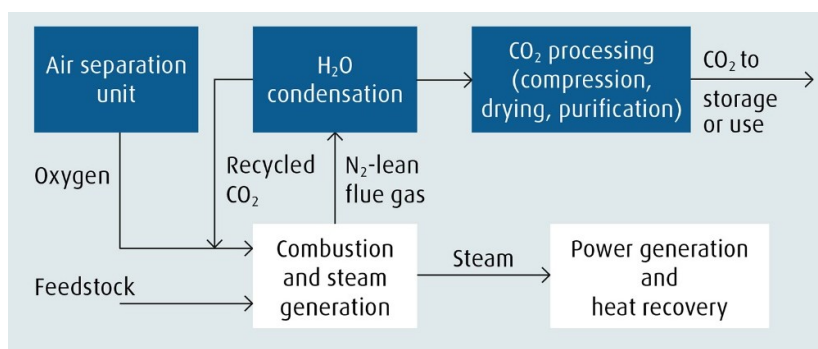 Air separation
unit
H₂O
condensation
CO₂ processing
(compression,
drying, purification)
CO₂ to
storage
or use
Oxygen
Recycled
CO₂
N₂-lean
flue gas
Feedstock
Combustion
and steam
generation
Steam
Power generation
and
heat recovery